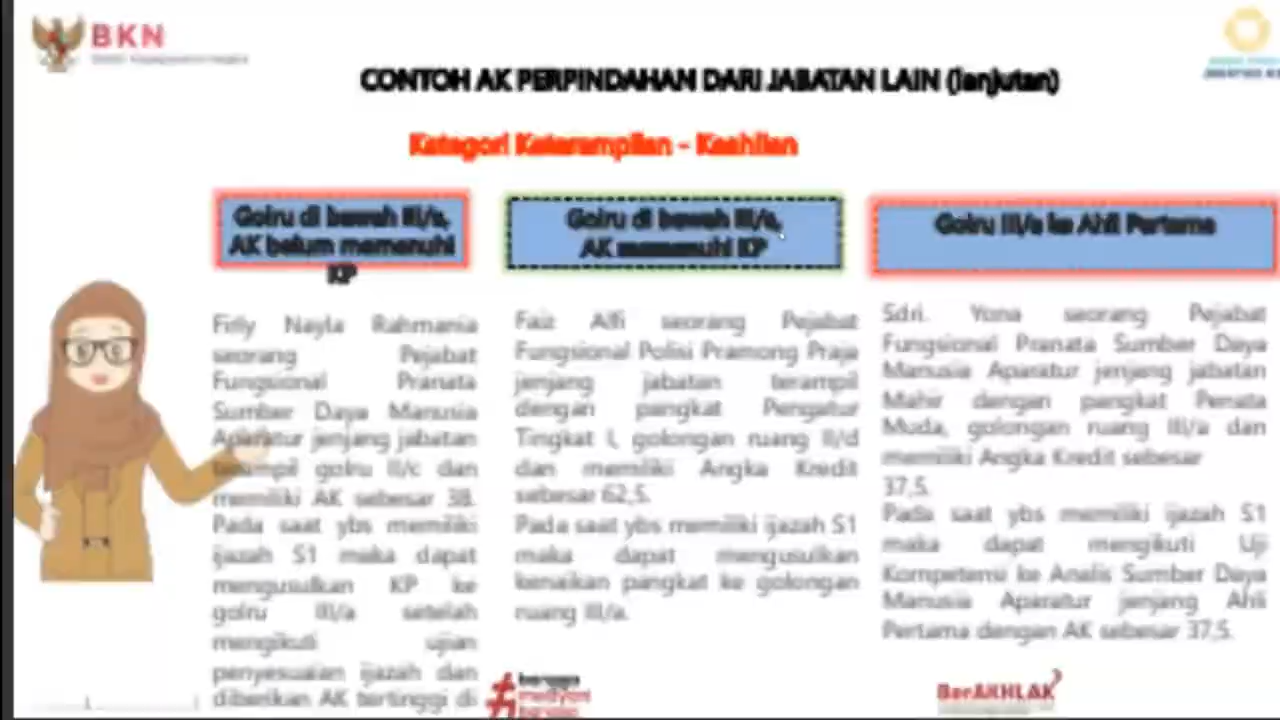 BKN
CONTOH AK PERPINDAHAN DARI JABATAN LAIN (lanjutan)
Kategori Keterampilan - Keahlian
Golru di bawah III/a,
AK belum memenuhi
KP
Firly Nayla Rahmania
seorang Pejabat
Fungsional Pranata
Sumber Daya Manusia
Aparatur jenjang jabatan
terampil golru II/c dan
memiliki AK sebesar 38.
Pada saat ybs memiliki
ijazah S1 maka dapat
mengusulkan KP ke
golru III/a setelah
mengikuti ujian
penyesuaian ijazah dan
diberikan AK tertinggi di
Golru di bawah III/a,
AK memenuhi KP
Faiz Alfi seorang Pejabat
Fungsional Polisi Pramong Praja
jenjang jabatan terampil
dengan pangkat Pengatur
Tingkat I, golongan ruang II/d
dan memiliki Angka Kredit
sebesar 62,5.
Pada saat ybs memiliki ijazah S1
maka dapat mengusulkan
kenaikan pangkat ke golongan
ruang III/a.
Golru III/a ke Ahli Pertama
Sdri. Yona seorang Pejabat
Fungsional Pranata Sumber Daya
Manusia Aparatur jenjang jabatan
Mahir dengan pangkat Penata
Muda, golongan ruang III/a dan
memiliki Angka Kredit sebesar
37,5.
Pada saat ybs memiliki ijazah S1
maka dapat mengikuti Uji
Kompetensi ke Analis Sumber Daya
Manusia Aparatur jenjang Ahli
Pertama dengan AK sebesar 37,5.
#bangga
melayani
bangsa
BerAKHLAK